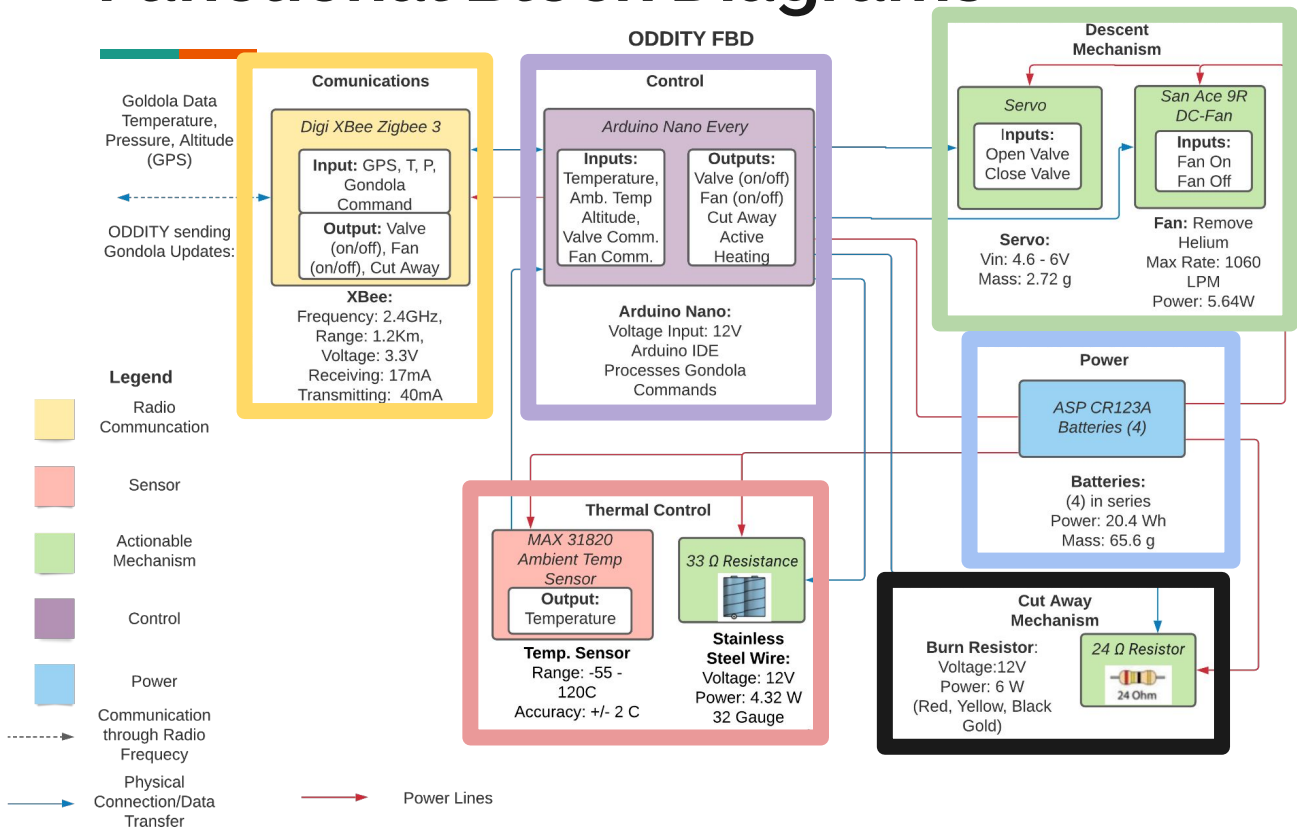 Functional Block Diagrams
ODDITY FBD
Goldola Data
Temperature,
Pressure, Altitude
(GPS)
ODDITY sending
Gondola Updates:
Comunications
Digi XBee Zigbee 3
Input: GPS, T, P,
Gondola
Command
Output: Valve
(on/off), Fan
(on/off), Cut Away
XBee:
Frequency: 2.4GHz,
Range: 1.2Km,
Voltage: 3.3V
Receiving: 17mA
Transmitting: 40mA
Control
Arduino Nano Every
Inputs:
Temperature,
Amb. Temp
Altitude,
Valve Comm.
Fan Comm.
Outputs:
Valve (on/off)
Fan (on/off)
Cut Away
Active
Heating
Arduino Nano:
Voltage Input: 12V
Arduino IDE
Processes Gondola
Commands
Descent
Mechanism
Servo
Inputs:
Open Valve
Close Valve
Servo:
Vin: 4.6 - 6V
Mass: 2.72 g
San Ace 9R
DC-Fan
Inputs:
Fan On
Fan Off
Fan: Remove
Helium
Max Rate: 1060
LPM
Power: 5.64W
Power
ASP CR123A
Batteries (4)
Batteries:
(4) in series
Power: 20.4 Wh
Mass: 65.6 g
Thermal Control
MAX 31820
Ambient Temp
Sensor
Output:
Temperature
Temp. Sensor
Range: -55 -
120C
Accuracy: +/- 2 C
33 Ω Resistance
Stainless
Steel Wire:
Voltage: 12V
Power: 4.32 W
32 Gauge
Cut Away
Mechanism
Burn Resistor:
Voltage:12V
Power: 6 W
(Red, Yellow, Black
Gold)
24 Ω Resistor
24 Ohm
Legend
Radio
Communcation
Sensor
Actionable
Mechanism
Control
Power
Communication
through Radio
Frequecy
Physical
Connection/Data
Transfer
Power Lines